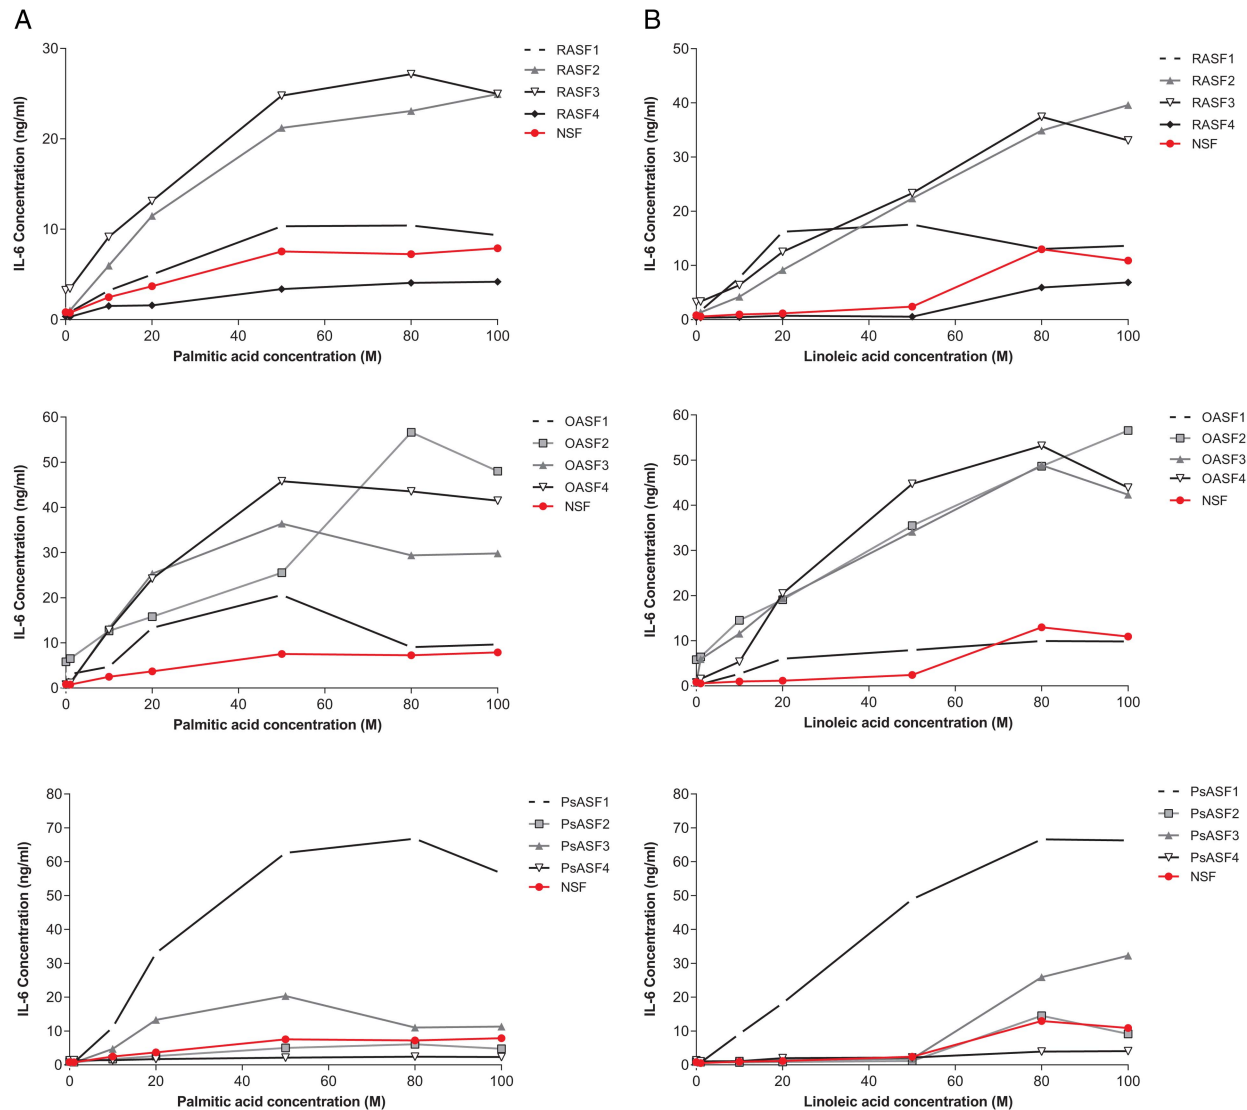 A
B
30
20
10
0
IL-6 Concentration (ng/ml)
0 20 40 60 80 100
Palmitic acid concentration (M)
RASF1
RASF2
RASF3
RASF4
NSF
50
40
30
20
10
0
IL-6 Concentration (ng/ml)
0 20 40 60 80 100
Linoleic acid concentration (M)
RASF1
RASF2
RASF3
RASF4
NSF
60
50
40
30
20
10
0
IL-6 Concentration (ng/ml)
0 20 40 60 80 100
Palmitic acid concentration (M)
OASF1
OASF2
OASF3
OASF4
NSF
60
50
40
30
20
10
0
IL-6 Concentration (ng/ml)
0 20 40 60 80 100
Linoleic acid concentration (M)
OASF1
OASF2
OASF3
OASF4
NSF
80
70
60
50
40
30
20
10
0
IL-6 Concentration (ng/ml)
0 20 40 60 80 100
Palmitic acid concentration (M)
PsASF1
PsASF2
PsASF3
PsASF4
NSF
80
70
60
50
40
30
20
10
0
IL-6 Concentration (ng/ml)
0 20 40 60 80 100
Linoleic acid concentration (M)
PsASF1
PsASF2
PsASF3
PsASF4
NSF